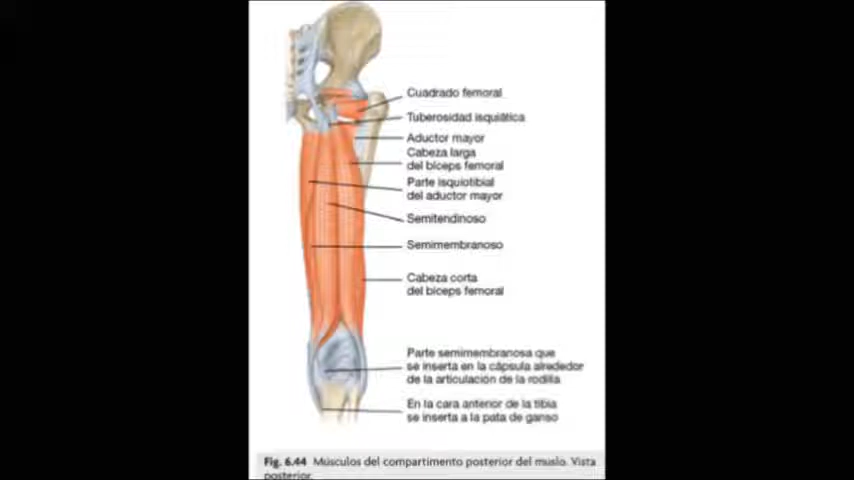 Cuadrado femoral
Tuberosidad isquiática
Aductor mayor
Cabeza larga
del bíceps femoral
Parte isquiotibial
del aductor mayor
Semitendinoso
Semimembranoso
Cabeza corta
del bíceps femoral
Parte semimembranosa que
se inserta en la cápsula alrededor
de la articulación de la rodilla
En la cara anterior de la tibia
se inserta a la pata de ganso
Fig. 6.44 Músculos del compartimento posterior del muslo. Vista
posterior.